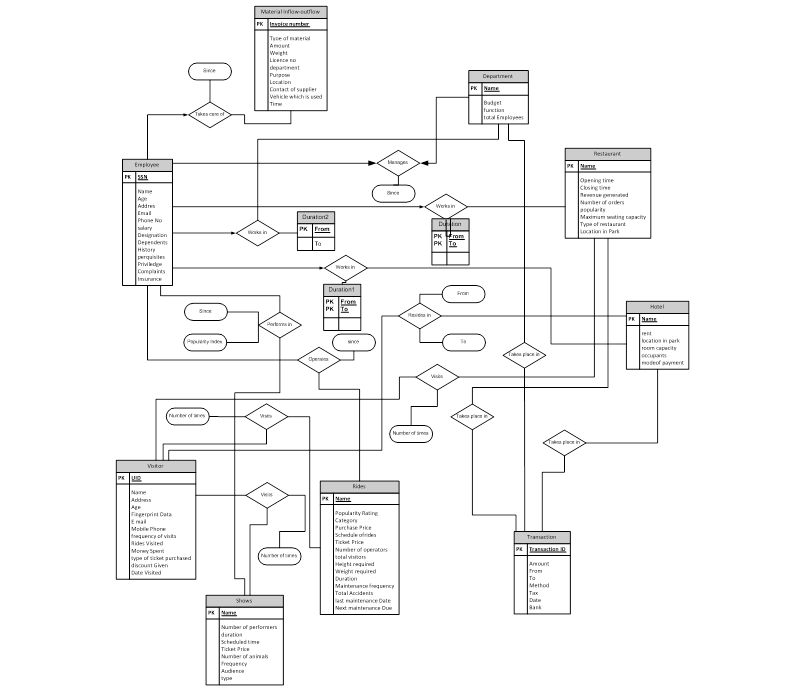 Material-Inflow-outflow
PK Invoice number
Type of material
Amount
Weight
Licence no
department
Purpose
Location
Contact of supplier
Vehicle which is used
Time
Since
Takes care of
Department
PK Name
Budget
function
total Employees
Employee
PK SSN
Name
Age
Addres
Email
Phone No
salary
Designation
Dependents
History
perquisites
Priviledge
Complaints
Insurance
Manages
Since
Restaurant
PK Name
Opening time
Closing time
Revenue generated
Number of orders
popularity
Maximum seating capacity
Type of restaurant
Location in Park
Works in
Duration
PK From
PK To
Works in
Duration2
PK From
To
Works in
Duration1
PK From
PK To
Hotel
PK Name
rent
location in park
room capacity
occupants
modeof payment
From
Resides in
To
Since
Performs in
Popularity Index
since
Operates
Takes place in
Visits
Number of times
Takes place in
Takes place in
Number of times
Visits
Visitor
PK UID
Name
Address
Age
Fingerprint Data
E mail
Mobile Phone
frequency of visits
Rides Visited
Money Spent
type of ticket purchased
discount Given
Date Visited
Visits
Number of times
Rides
PK Name
Popularity Rating
Category
Purchase Price
Schedule ofrides
Ticket Price
Number of operators
total visitors
Height required
Weight required
Duration
Maintenance frequency
Total Accidents
last maintenance Date
Next maintenance Due
Transaction
PK Transaction ID
Amount
From
To
Method
Tax
Date
Bank
Shows
PK Name
Number of performers
duration
Scheduled time
Ticket Price
Number of animals
Frequency
Audience
type